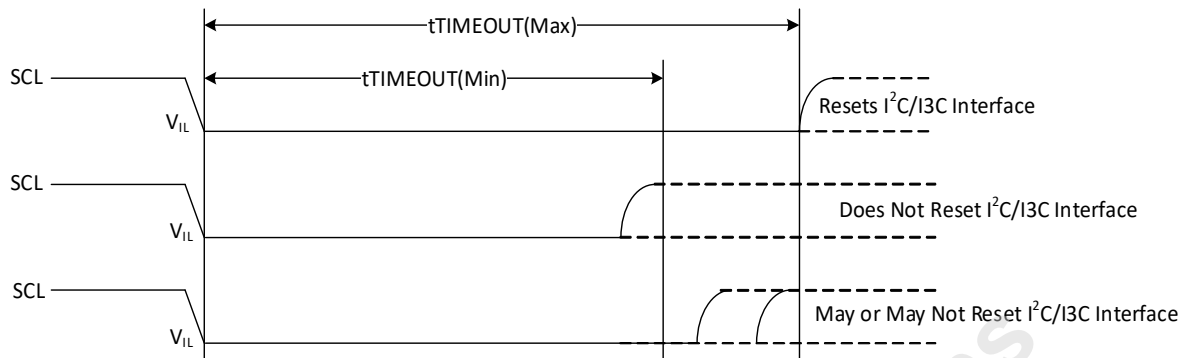 tTIMEOUT(Max)
SCL
tTIMEOUT(Min)
Resets I²C/I3C Interface
VIL
SCL
Does Not Reset I²C/I3C Interface
VIL
SCL
May or May Not Reset I²C/I3C Interface
VIL